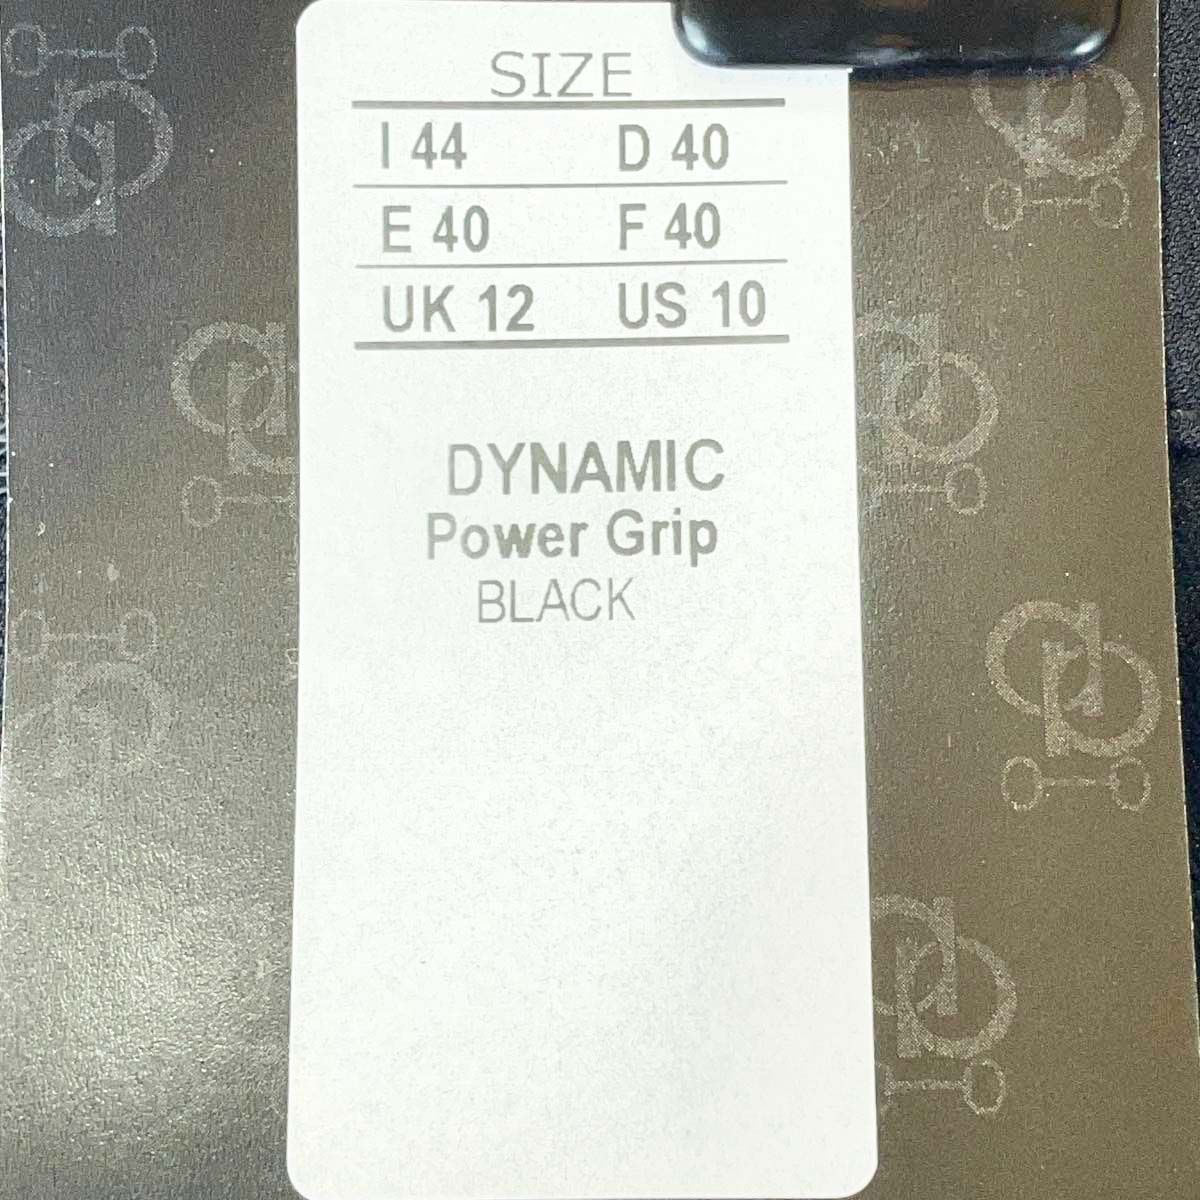 SIZE
I 44 D 40
E 40 F 40
UK 12 US 10
DYNAMIC
Power Grip
BLACK